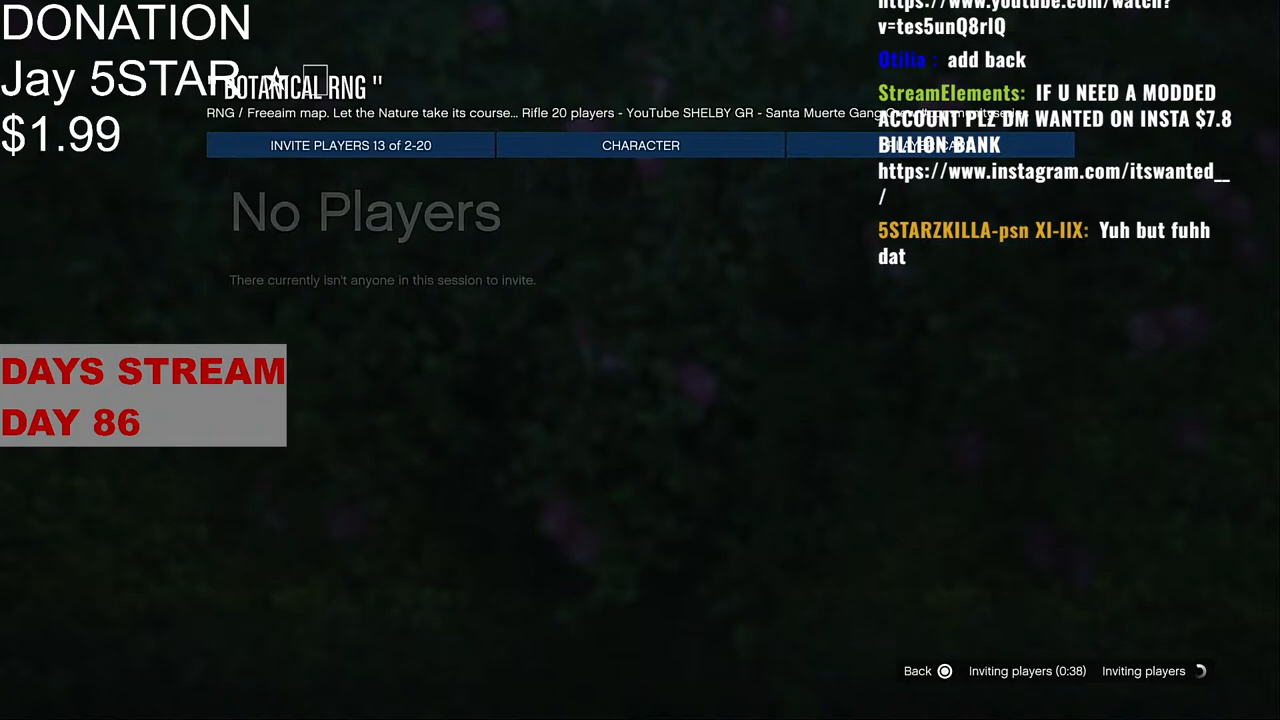 DONATION
Jay 5STAR
$1.99
" BOTANICAL RNG "
RNG / Freeaim map. Let the Nature take its course... Rifle 20 players - YouTube SHELBY GR - Santa Muerte Gang
INVITE PLAYERS 13 of 2-20
CHARACTER
No Players
There currently isn't anyone in this session to invite.
DAYS STREAM
DAY 86
https://www.youtube.com/watch?
v=tes5unQ8rlQ
Otilia : add back
StreamElements: IF U NEED A MODDED
ACCOUNT PLZ DM WANTED ON INSTA $7.8
BILLION BANK
https://www.instagram.com/itswanted__
/
5STARZKILLA-psn XI-IIX: Yuh but fuhh
dat
Back
Inviting players (0:38)
Inviting players